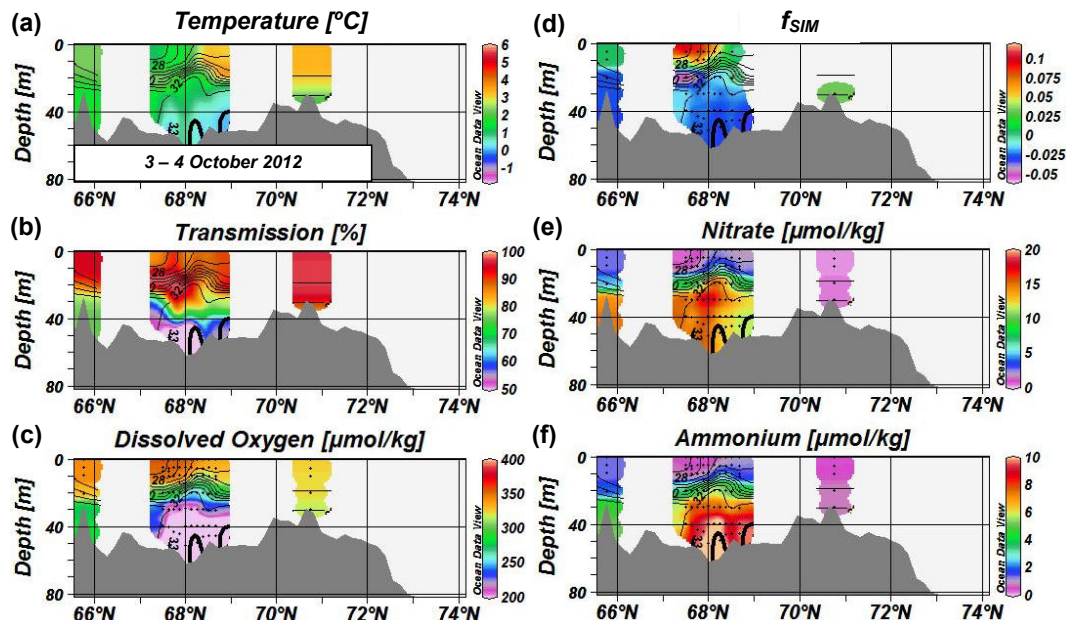 (a) Temperature [ºC]
Depth [m]
0
40
80
28
32
33
3 – 4 October 2012
66ºN 68ºN 70ºN 72ºN 74ºN
6
5
4
3
2
1
0
-1
Ocean Data View
(b) Transmission [%]
Depth [m]
0
40
80
28
32
33
66ºN 68ºN 70ºN 72ºN 74ºN
100
90
80
70
60
50
Ocean Data View
(c) Dissolved Oxygen [µmol/kg]
Depth [m]
0
40
80
28
32
33
66ºN 68ºN 70ºN 72ºN 74ºN
400
350
300
250
200
Ocean Data View
(d) fSIM
Depth [m]
0
40
80
28
32
33
66ºN 68ºN 70ºN 72ºN 74ºN
0.1
0.075
0.05
0.025
0
-0.025
-0.05
Ocean Data View
(e) Nitrate [µmol/kg]
Depth [m]
0
40
80
28
32
33
66ºN 68ºN 70ºN 72ºN 74ºN
20
15
10
5
0
Ocean Data View
(f) Ammonium [µmol/kg]
Depth [m]
0
40
80
28
32
33
66ºN 68ºN 70ºN 72ºN 74ºN
10
8
6
4
2
0
Ocean Data View